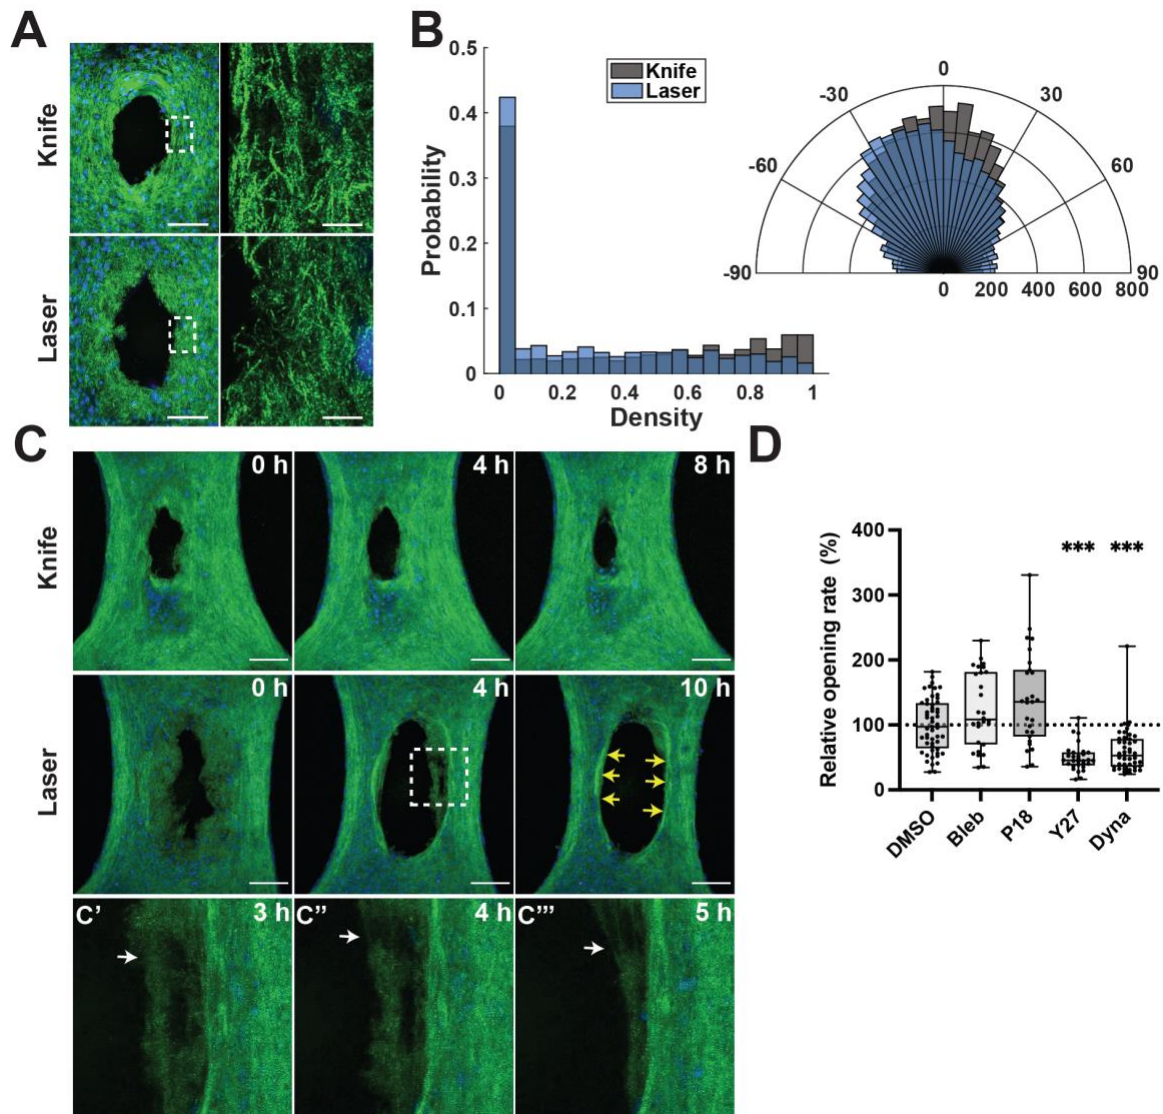 A
Knife
Laser
B
0.5
0.4
0.3
0.2
0.1
0
Probability
0
0.2
0.4
0.6
0.8
1
Density
Knife
Laser
0
-30
30
-60
60
-90
90
0
200
400
600
800
C
Knife
0 h
4 h
8 h
Laser
0 h
4 h
10 h
C'
3 h
C''
4 h
C'''
5 h
D
Relative opening rate (%)
400
300
200
100
0
***
***
DMSO
Bleb
P18
Y27
Dyna